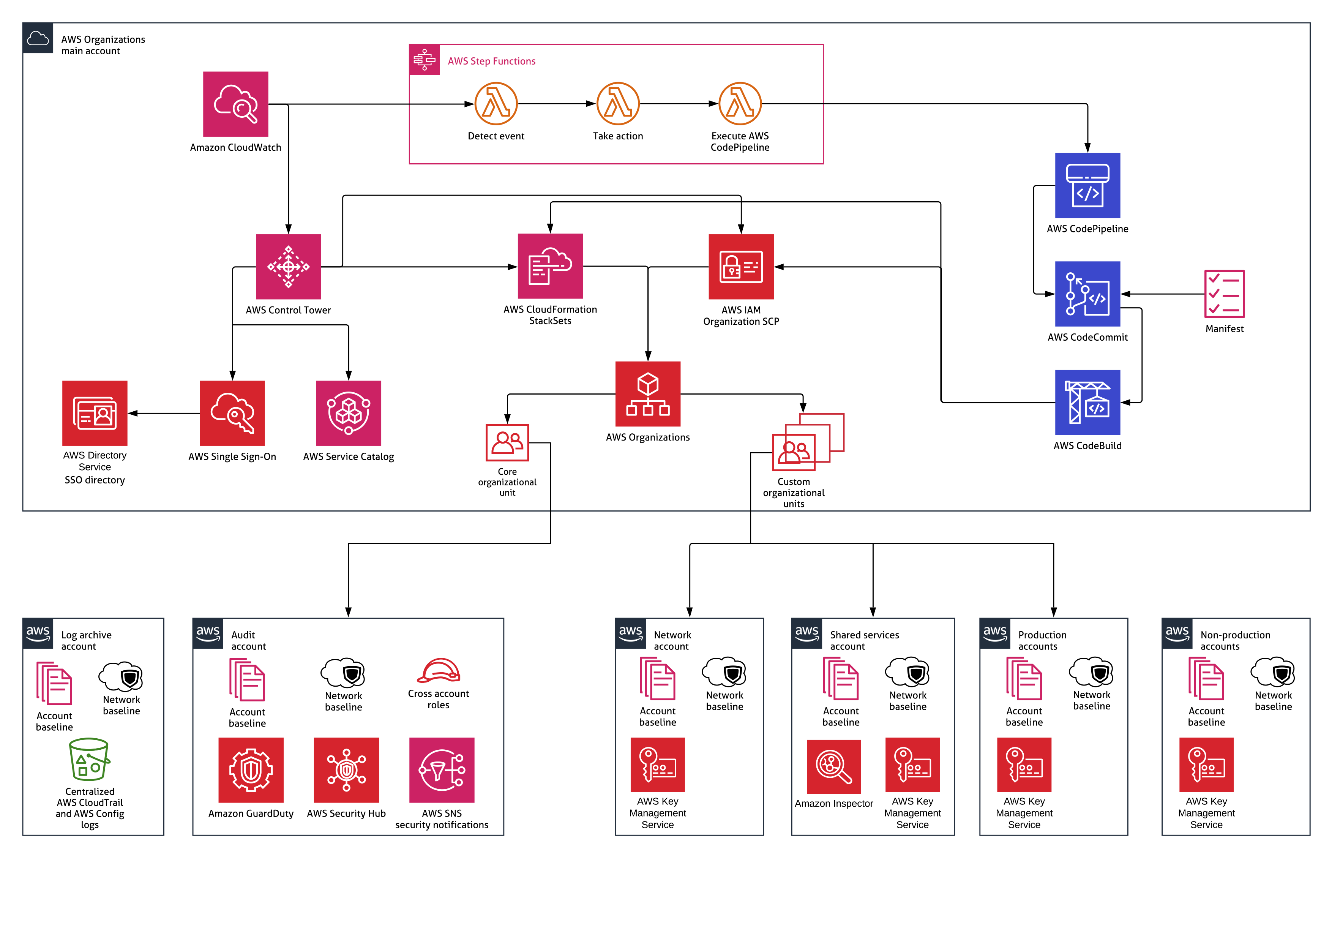 AWS Organizations
main account
AWS Step Functions
Detect event
Take action
Execute AWS
CodePipeline
Amazon CloudWatch
AWS CodePipeline
AWS Control Tower
AWS CloudFormation
StackSets
AWS IAM
Organization SCP
AWS CodeCommit
Manifest
AWS Directory
Service
SSO directory
AWS Single Sign-On
AWS Service Catalog
AWS Organizations
AWS CodeBuild
Core
organizational
unit
Custom
organizational
units
aws
Log archive
account
Account
baseline
Network
baseline
Centralized
AWS CloudTrail
and AWS Config
logs
aws
Audit
account
Account
baseline
Network
baseline
Cross account
roles
Amazon GuardDuty
AWS Security Hub
AWS SNS
security notifications
aws
Network
account
Account
baseline
Network
baseline
AWS Key
Management
Service
aws
Shared services
account
Account
baseline
Network
baseline
Amazon Inspector
AWS Key
Management
Service
aws
Production
accounts
Account
baseline
Network
baseline
AWS Key
Management
Service
aws
Non-production
accounts
Account
baseline
Network
baseline
AWS Key
Management
Service